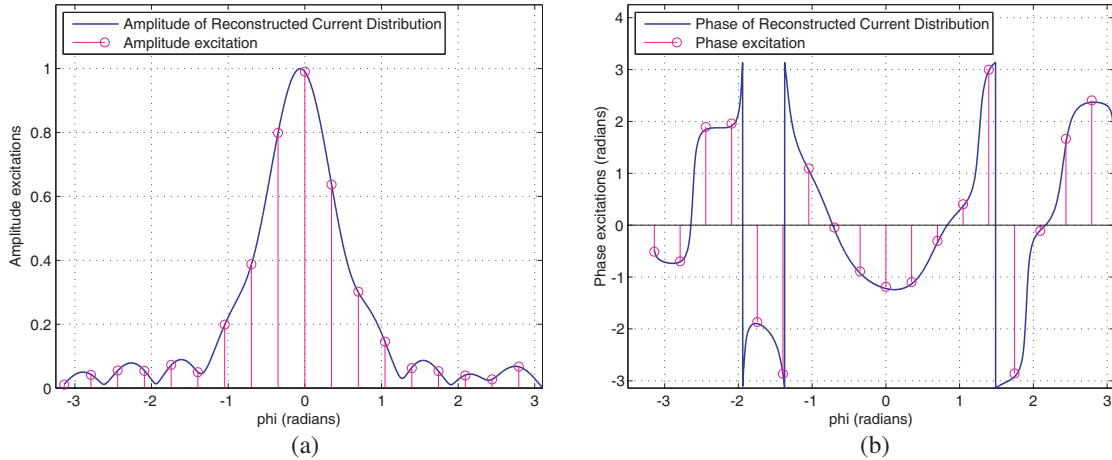 Amplitude of Reconstructed Current Distribution
Amplitude excitation
Amplitude excitations
1
0.8
0.6
0.4
0.2
0
-3 -2 -1 0 1 2 3
phi (radians)
(a)
Phase of Reconstructed Current Distribution
Phase excitation
Phase excitations (radians)
4
3
2
1
0
-1
-2
-3
-3 -2 -1 0 1 2 3
phi (radians)
(b)